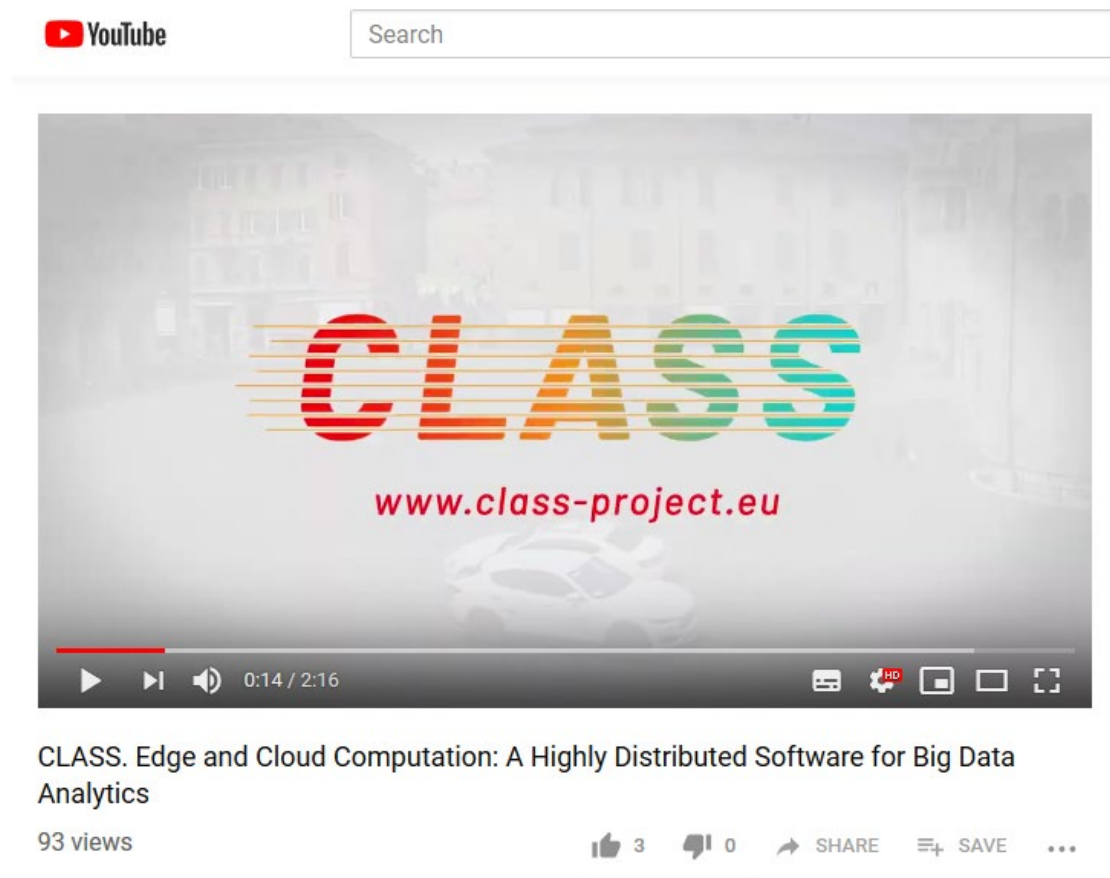 YouTube
Search
CLASS
www.class-project.eu
0:14 / 2:16
HD
CLASS. Edge and Cloud Computation: A Highly Distributed Software for Big Data
Analytics
93 views
3
0
SHARE
SAVE